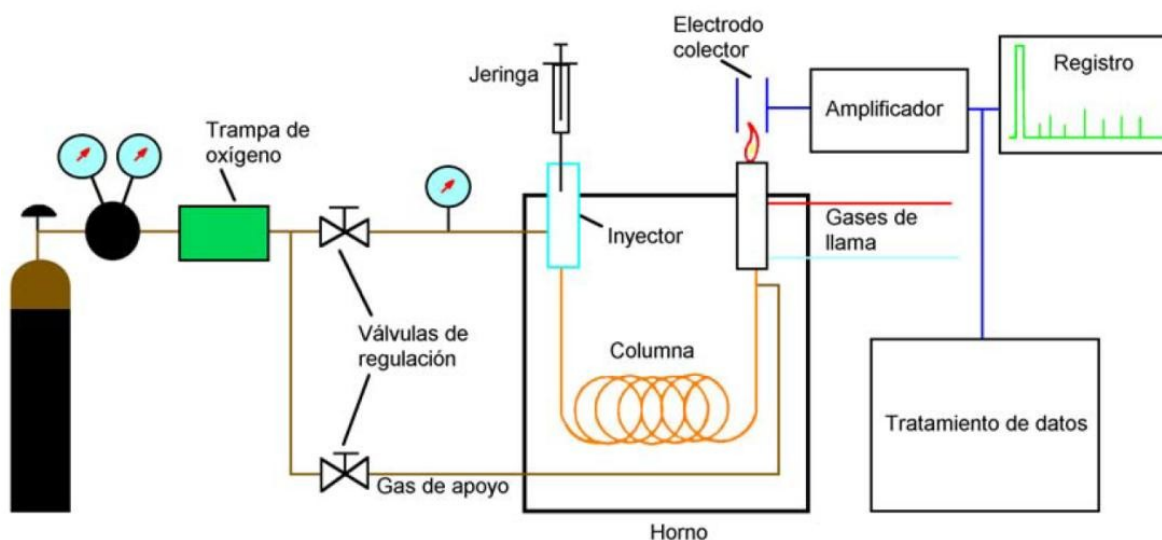 Electrodo
colector
Jeringa
Amplificador
Registro
Trampa de
oxígeno
Inyector
Gases de
llama
Válvulas de
regulación
Columna
Tratamiento de datos
Gas de apoyo
Horno